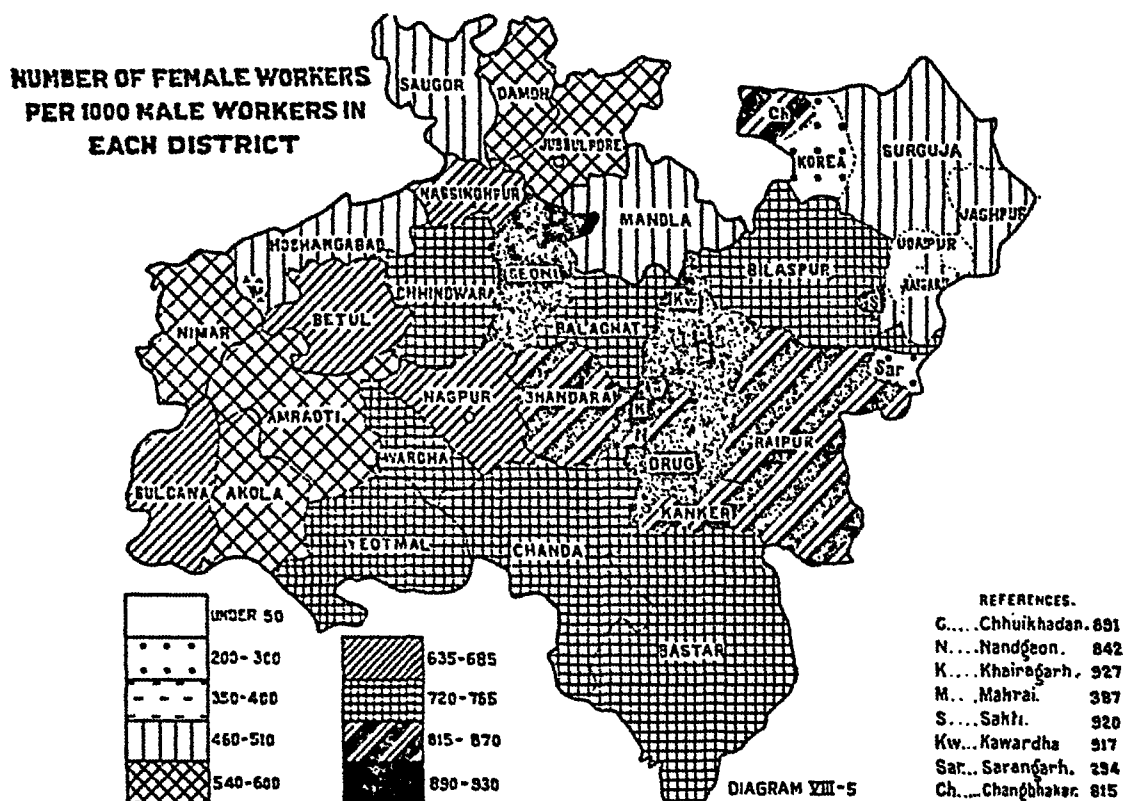 NUMBER OF FEMALE WORKERS
PER 1000 MALE WORKERS IN
EACH DISTRICT
SAUGOR
DAMOH
JUBBULPORE
Ch
KOREA
SURGUJA
JASHPUR
NARSINGHPUR
MANDLA
HOSHANGABAD
UDAIPUR
SEONI
BILASPUR
RAIGARH
CHHINDWARA
Kw
S
NIMAR
BETUL
BALAGHAT
Sar
NAGPUR
BHANDARA
K
AMRAOTI
RAIPUR
WARDHA
DRUG
BULDANA
AKOLA
KANKER
YEOTMAL
CHANDA
BASTAR
UNDER 50
200-300
350-400
460-510
540-600
635-685
720-765
815-870
890-930
REFERENCES.
C....Chhuikhadan.891
N....Nandgaon. 842
K....Khairagarh. 927
M...Mahrai. 387
S....Sakti. 920
Kw...Kawardha 917
Sar...Sarangarh. 294
Ch....Changbhakar. 815
DIAGRAM VIII-5